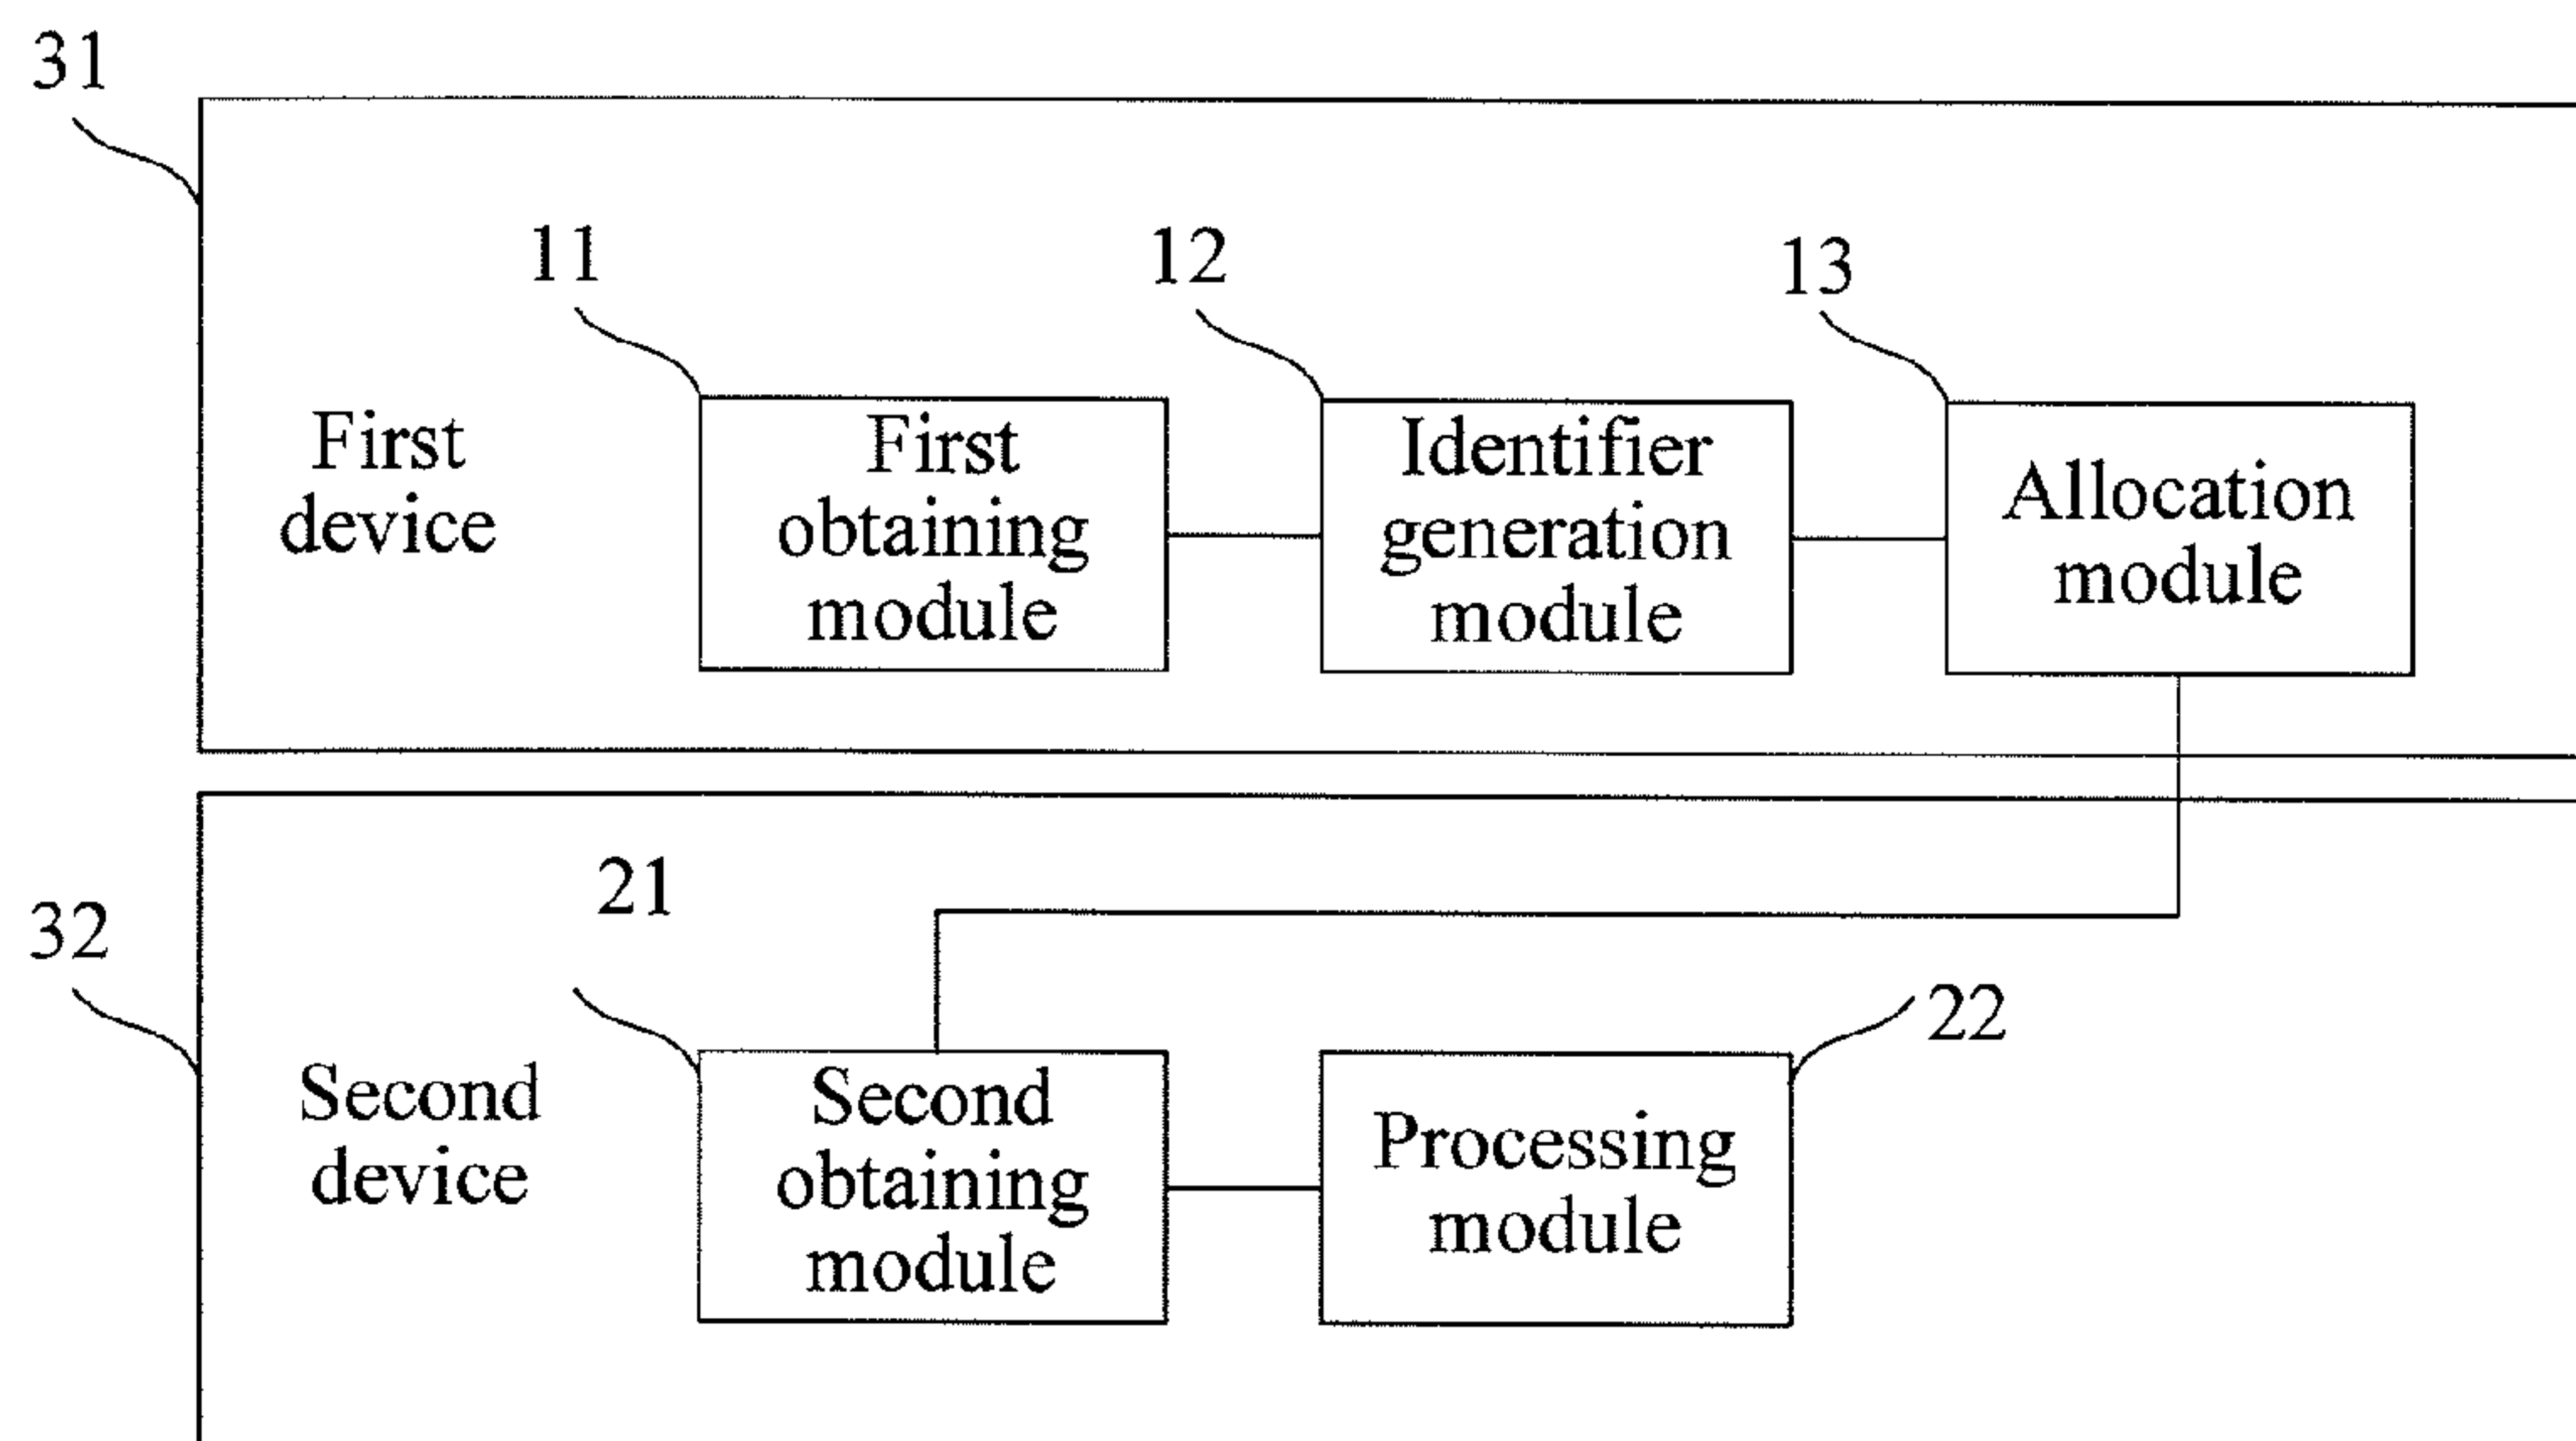 31
11
12
13
First
device
First
obtaining
module
Identifier
generation
module
Allocation
module
32
21
22
Second
device
Second
obtaining
module
Processing
module